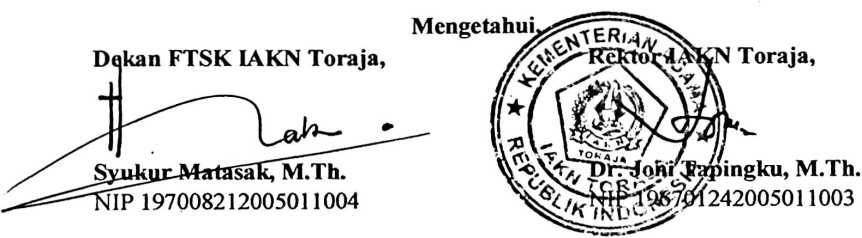 Mengetahui,
Dekan FTSK IAKN Toraja,
Rektor IAKN Toraja,
KEMENTERIAN AGAMA
REPUBLIK INDONESIA
IAKN TORAJA
TORAJA
Syukur Matasak, M.Th.
NIP 197008212005011004
Dr. Joni Tapingku, M.Th.
NIP 196701242005011003